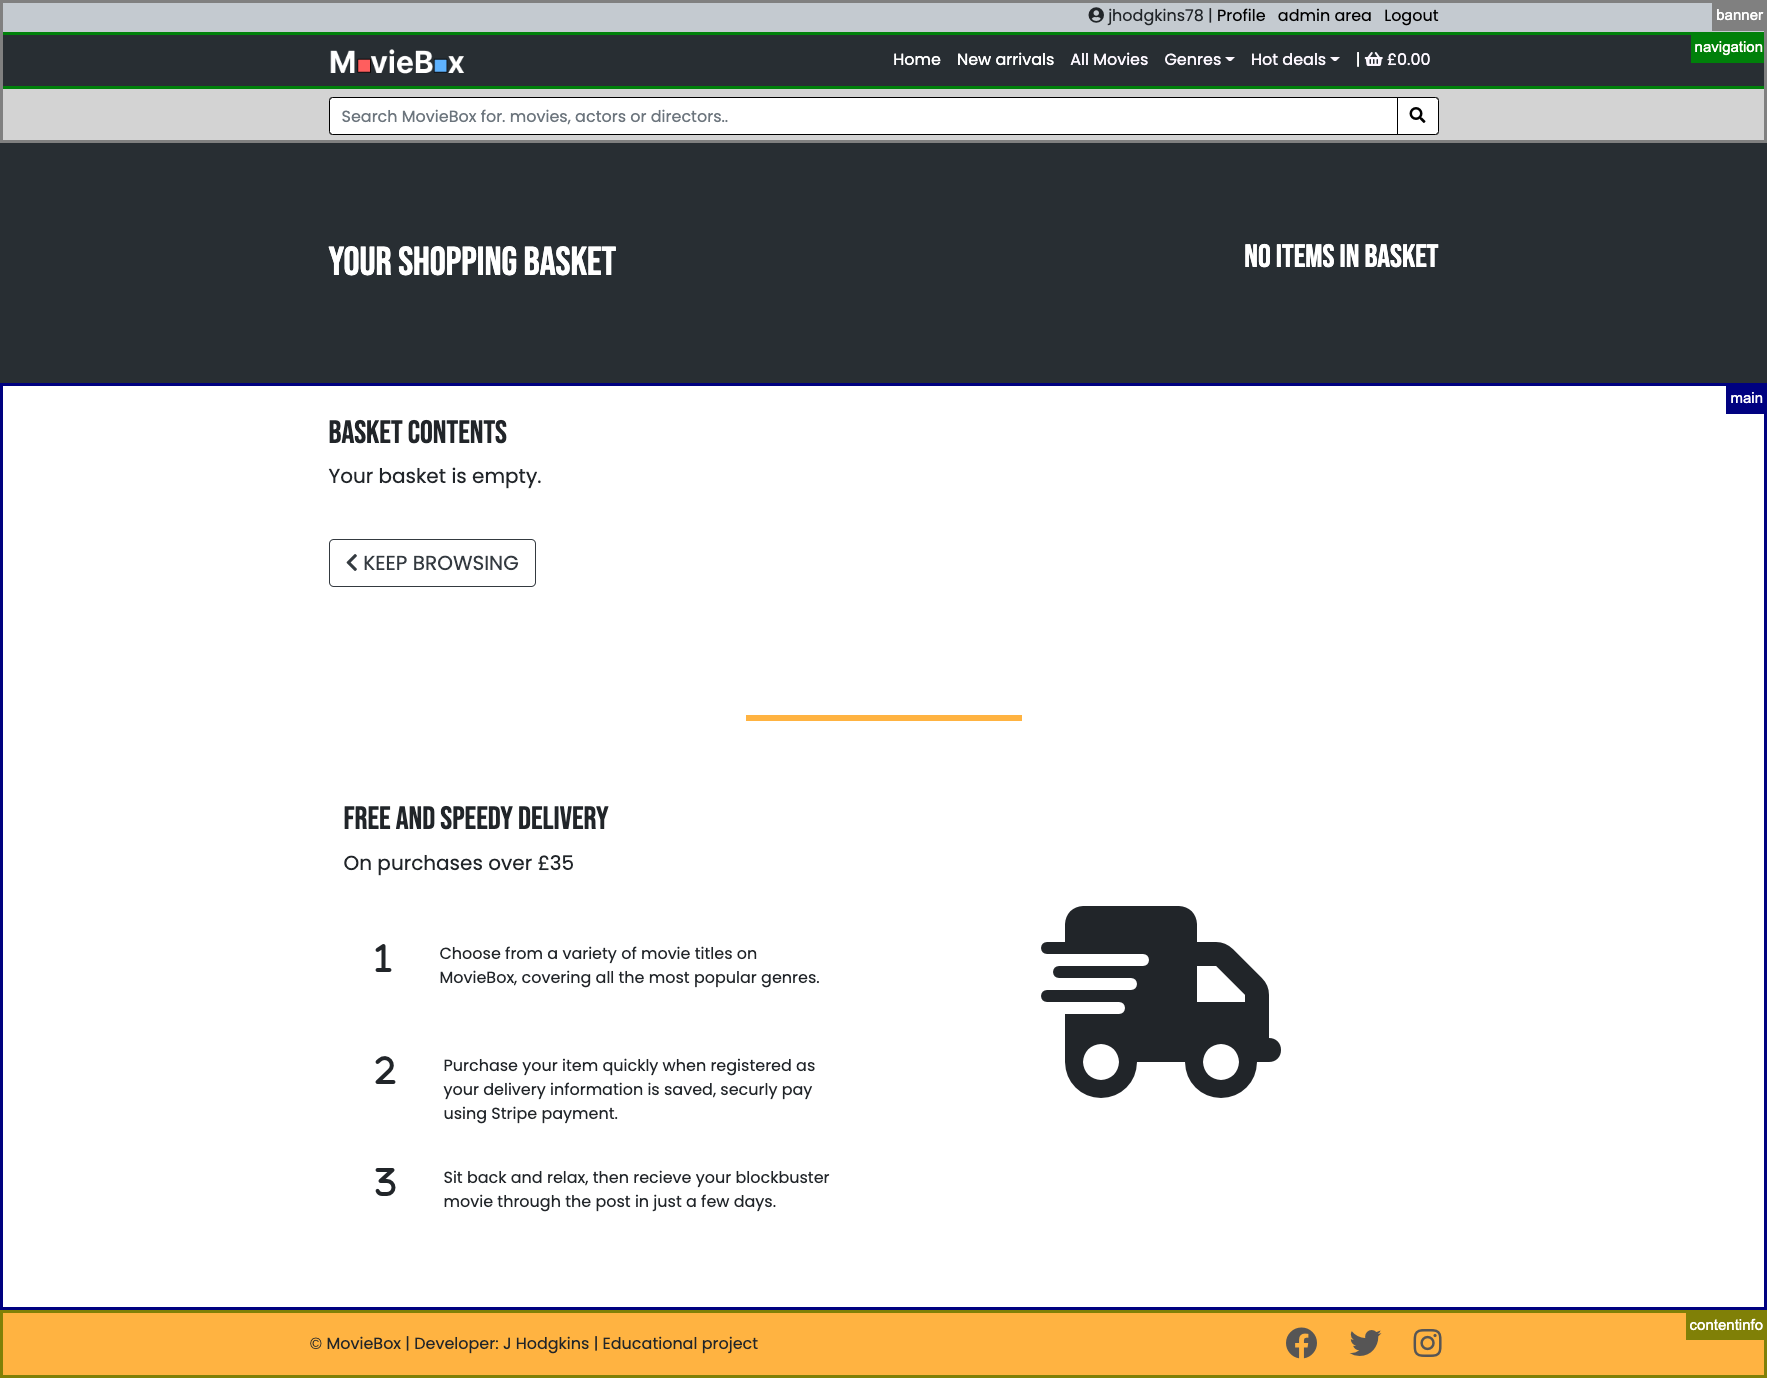 jhodgkins78 | Profile admin area Logout
banner
navigation
MovieBox
Home New arrivals All Movies Genres Hot deals | £0.00
Search MovieBox for. movies, actors or directors..
YOUR SHOPPING BASKET
NO ITEMS IN BASKET
main
BASKET CONTENTS
Your basket is empty.
KEEP BROWSING
FREE AND SPEEDY DELIVERY
On purchases over £35
1
Choose from a variety of movie titles on
MovieBox, covering all the most popular genres.
2
Purchase your item quickly when registered as
your delivery information is saved, securly pay
using Stripe payment.
3
Sit back and relax, then recieve your blockbuster
movie through the post in just a few days.
contentinfo
© MovieBox | Developer: J Hodgkins | Educational project